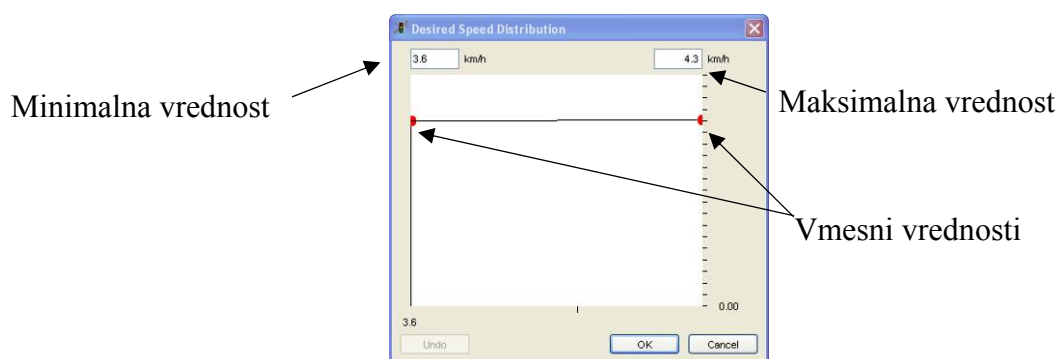 Desired Speed Distribution
3.6 km/h 4.3 km/h
Minimalna vrednost
Maksimalna vrednost
Vmesni vrednosti
0.00
3.6
Undo OK Cancel